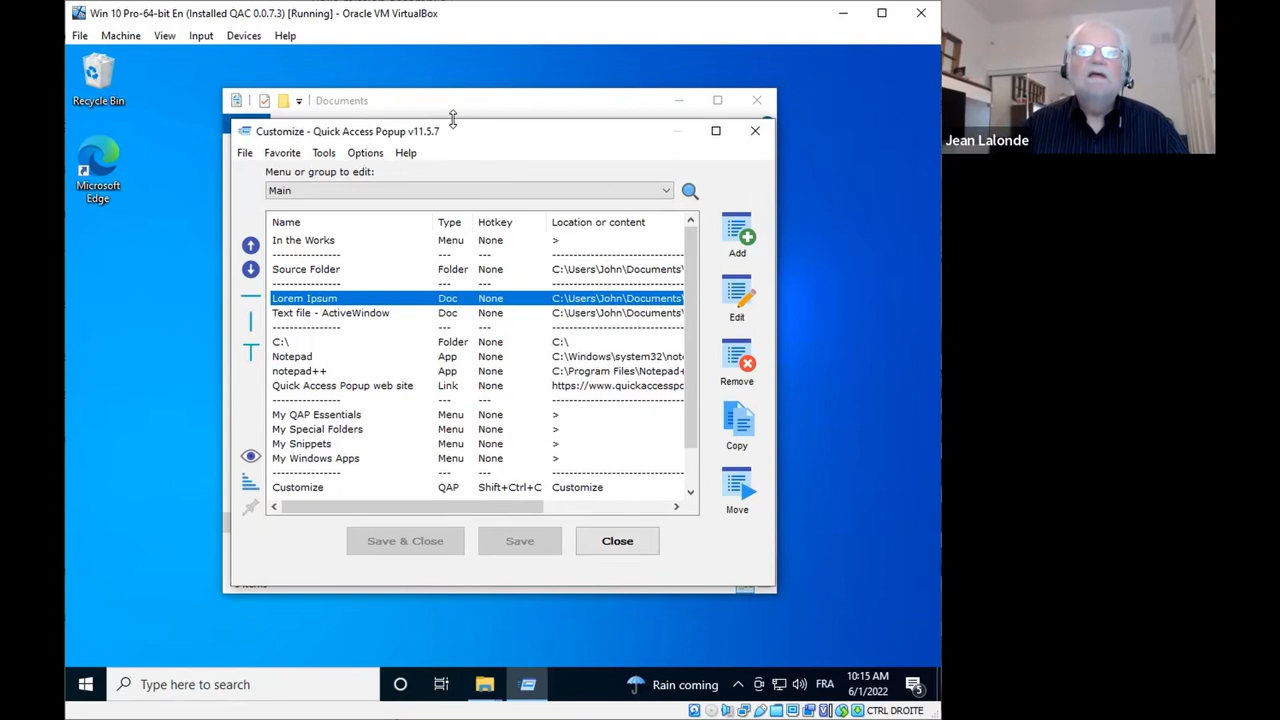 Win 10 Pro-64-bit En (Installed QAC 0.0.7.3) [Running] - Oracle VM VirtualBox
File Machine View Input Devices Help
Jean Lalonde
Recycle Bin
Microsoft
Edge
Documents
Customize - Quick Access Popup v11.5.7
File Favorite Tools Options Help
Menu or group to edit:
Main
Name Type Hotkey Location or content
In the Works Menu None >
---------------- --- --- ------------------------------
Source Folder Folder None C:\Users\John\Documents\
---------------- --- --- ------------------------------
Lorem Ipsum Doc None C:\Users\John\Documents\
Text file - ActiveWindow Doc None C:\Users\John\Documents\
---------------- --- --- ------------------------------
C:\ Folder None C:\
Notepad App None C:\Windows\system32\note
notepad++ App None C:\Program Files\Notepad+
Quick Access Popup web site Link None https://www.quickaccesspo
---------------- --- --- ------------------------------
My QAP Essentials Menu None >
My Special Folders Menu None >
My Snippets Menu None >
My Windows Apps Menu None >
---------------- --- --- ------------------------------
Customize QAP Shift+Ctrl+C Customize
Add
Edit
Remove
Copy
Move
Save & Close Save Close
Type here to search
Rain coming
FRA
10:15 AM
6/1/2022
5
CTRL DROITE